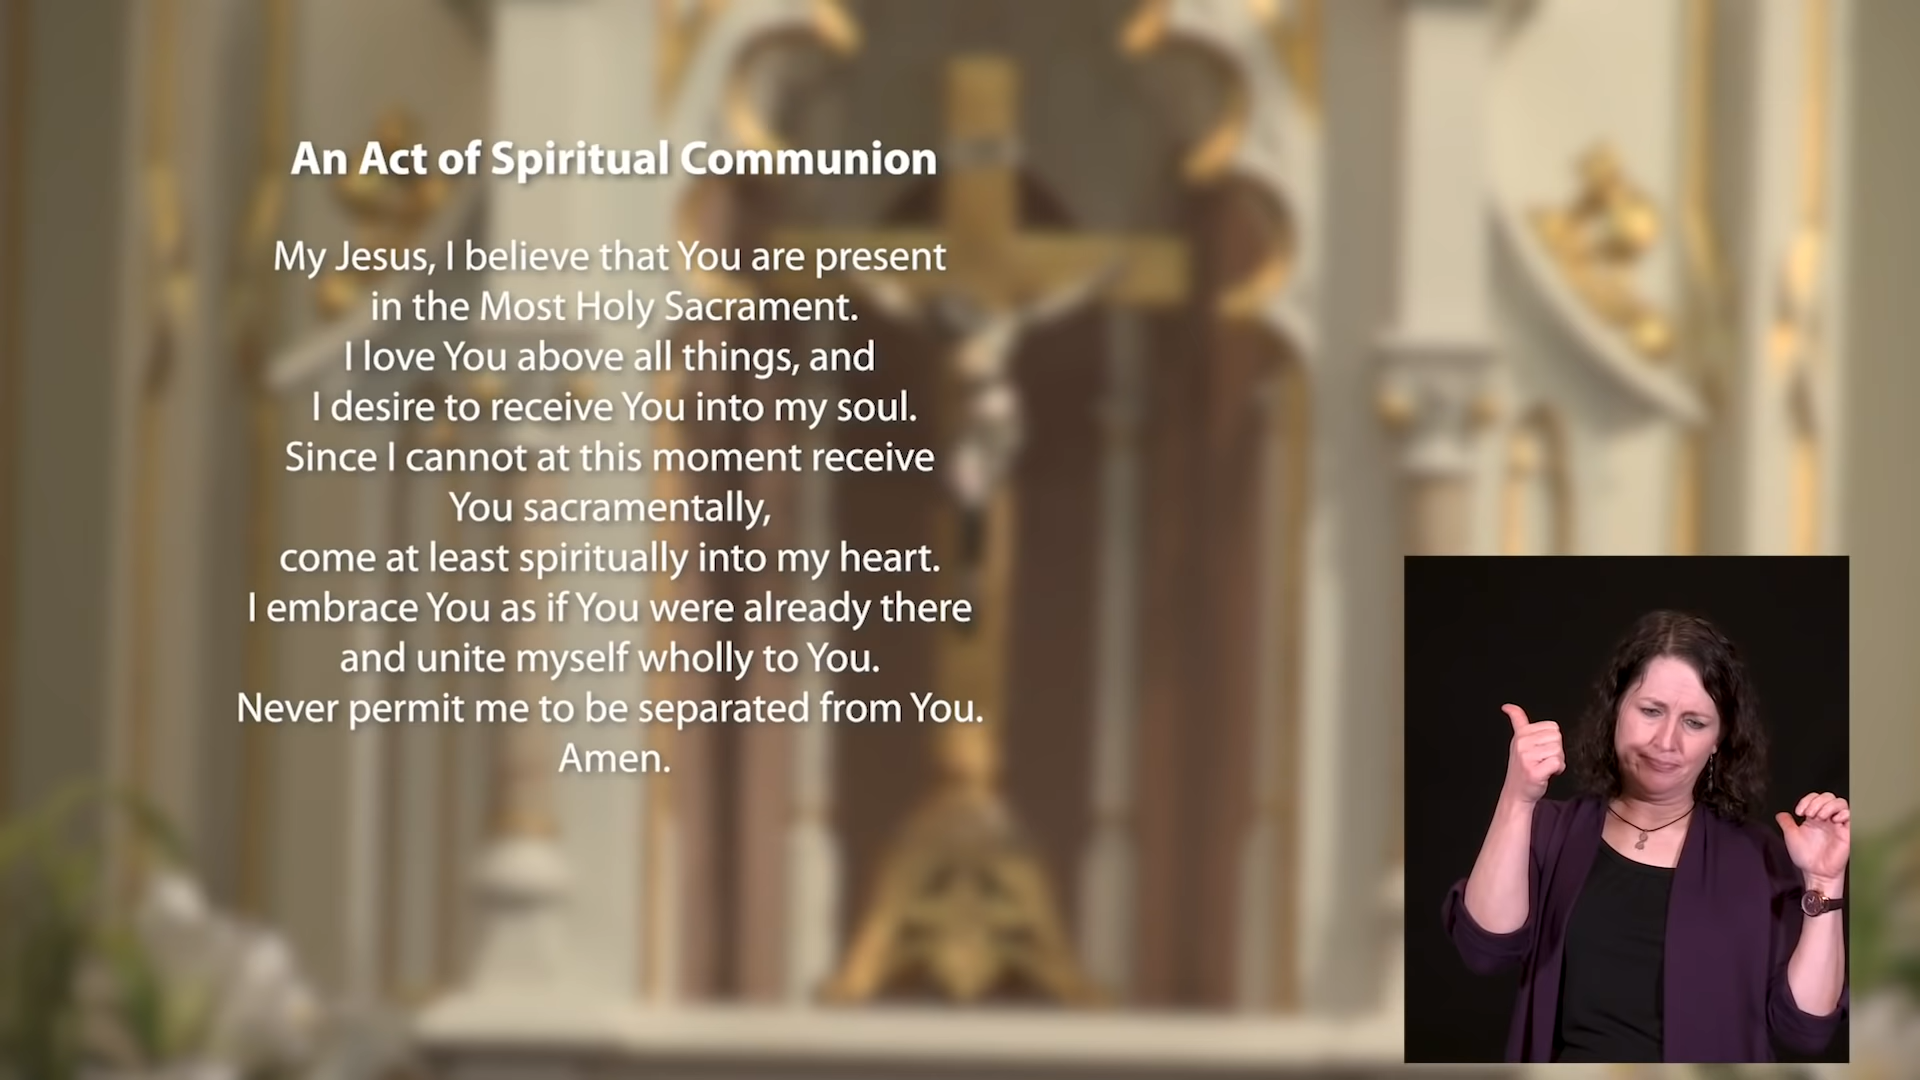 An Act of Spiritual Communion
My Jesus, I believe that You are present
in the Most Holy Sacrament.
I love You above all things, and
I desire to receive You into my soul.
Since I cannot at this moment receive
You sacramentally,
come at least spiritually into my heart.
I embrace You as if You were already there
and unite myself wholly to You.
Never permit me to be separated from You.
Amen.